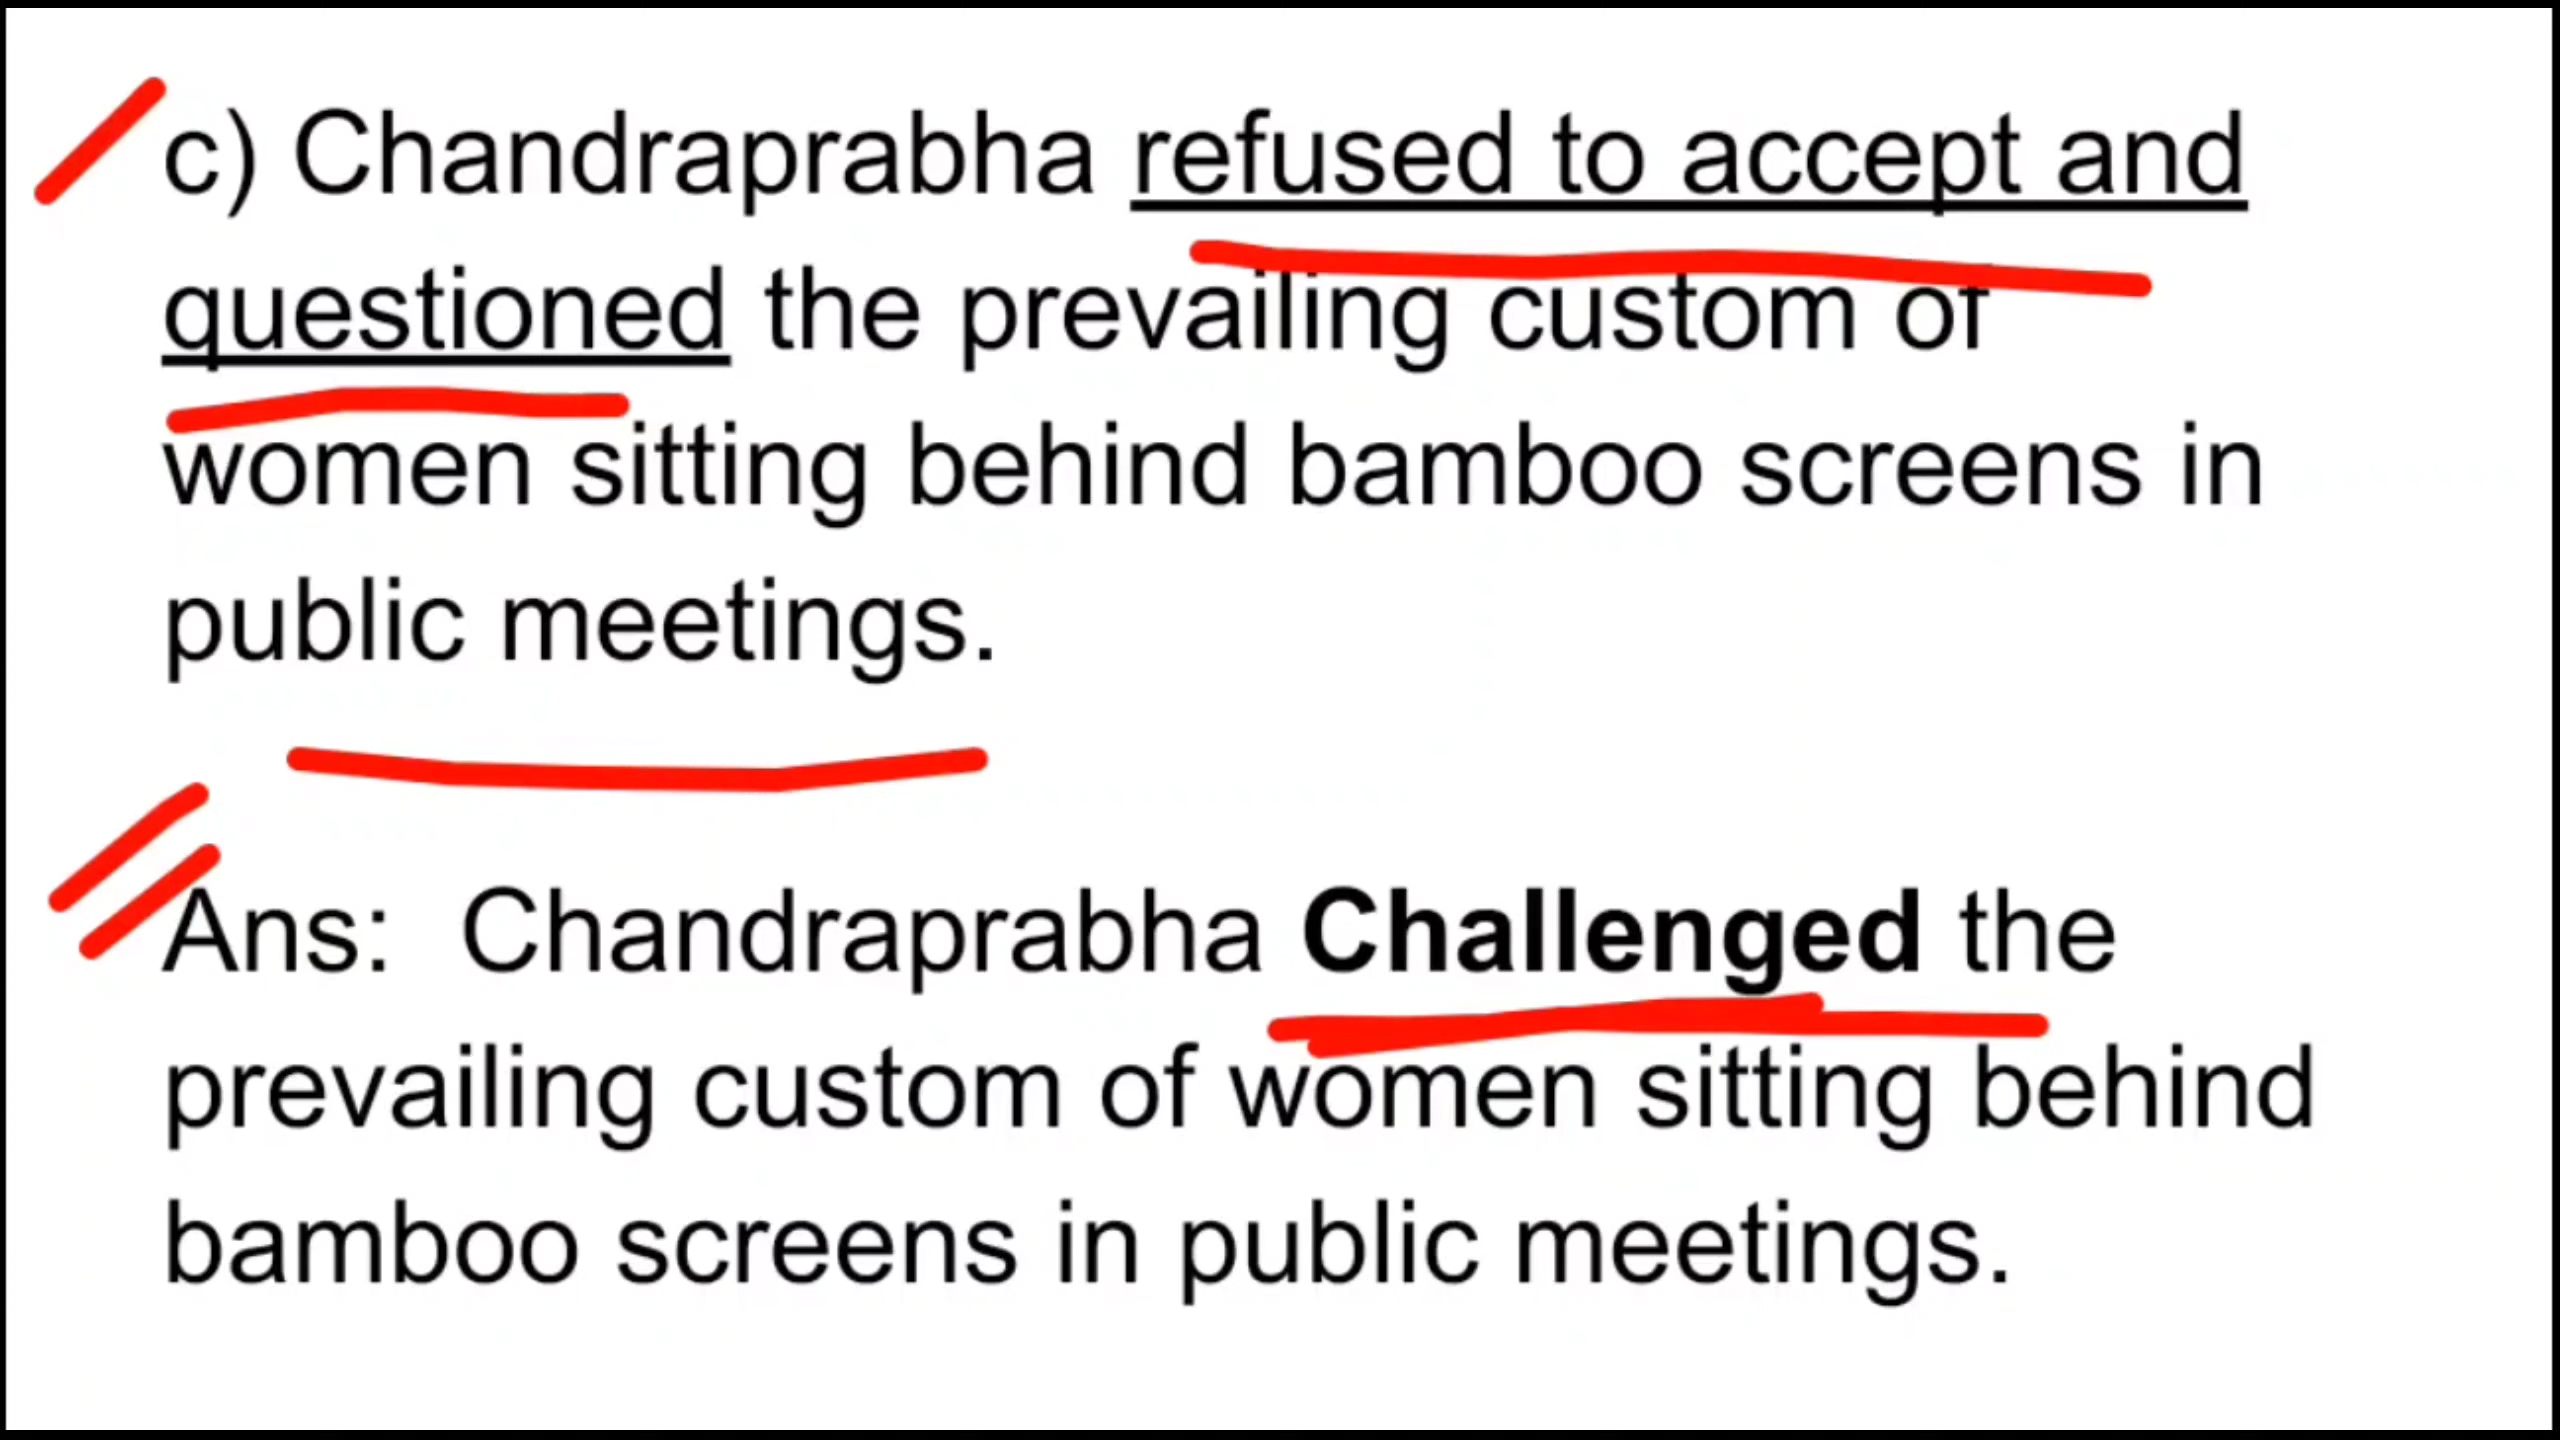 c) Chandraprabha refused to accept and
questioned the prevailing custom of
women sitting behind bamboo screens in
public meetings.
Ans: Chandraprabha Challenged the
prevailing custom of women sitting behind
bamboo screens in public meetings.